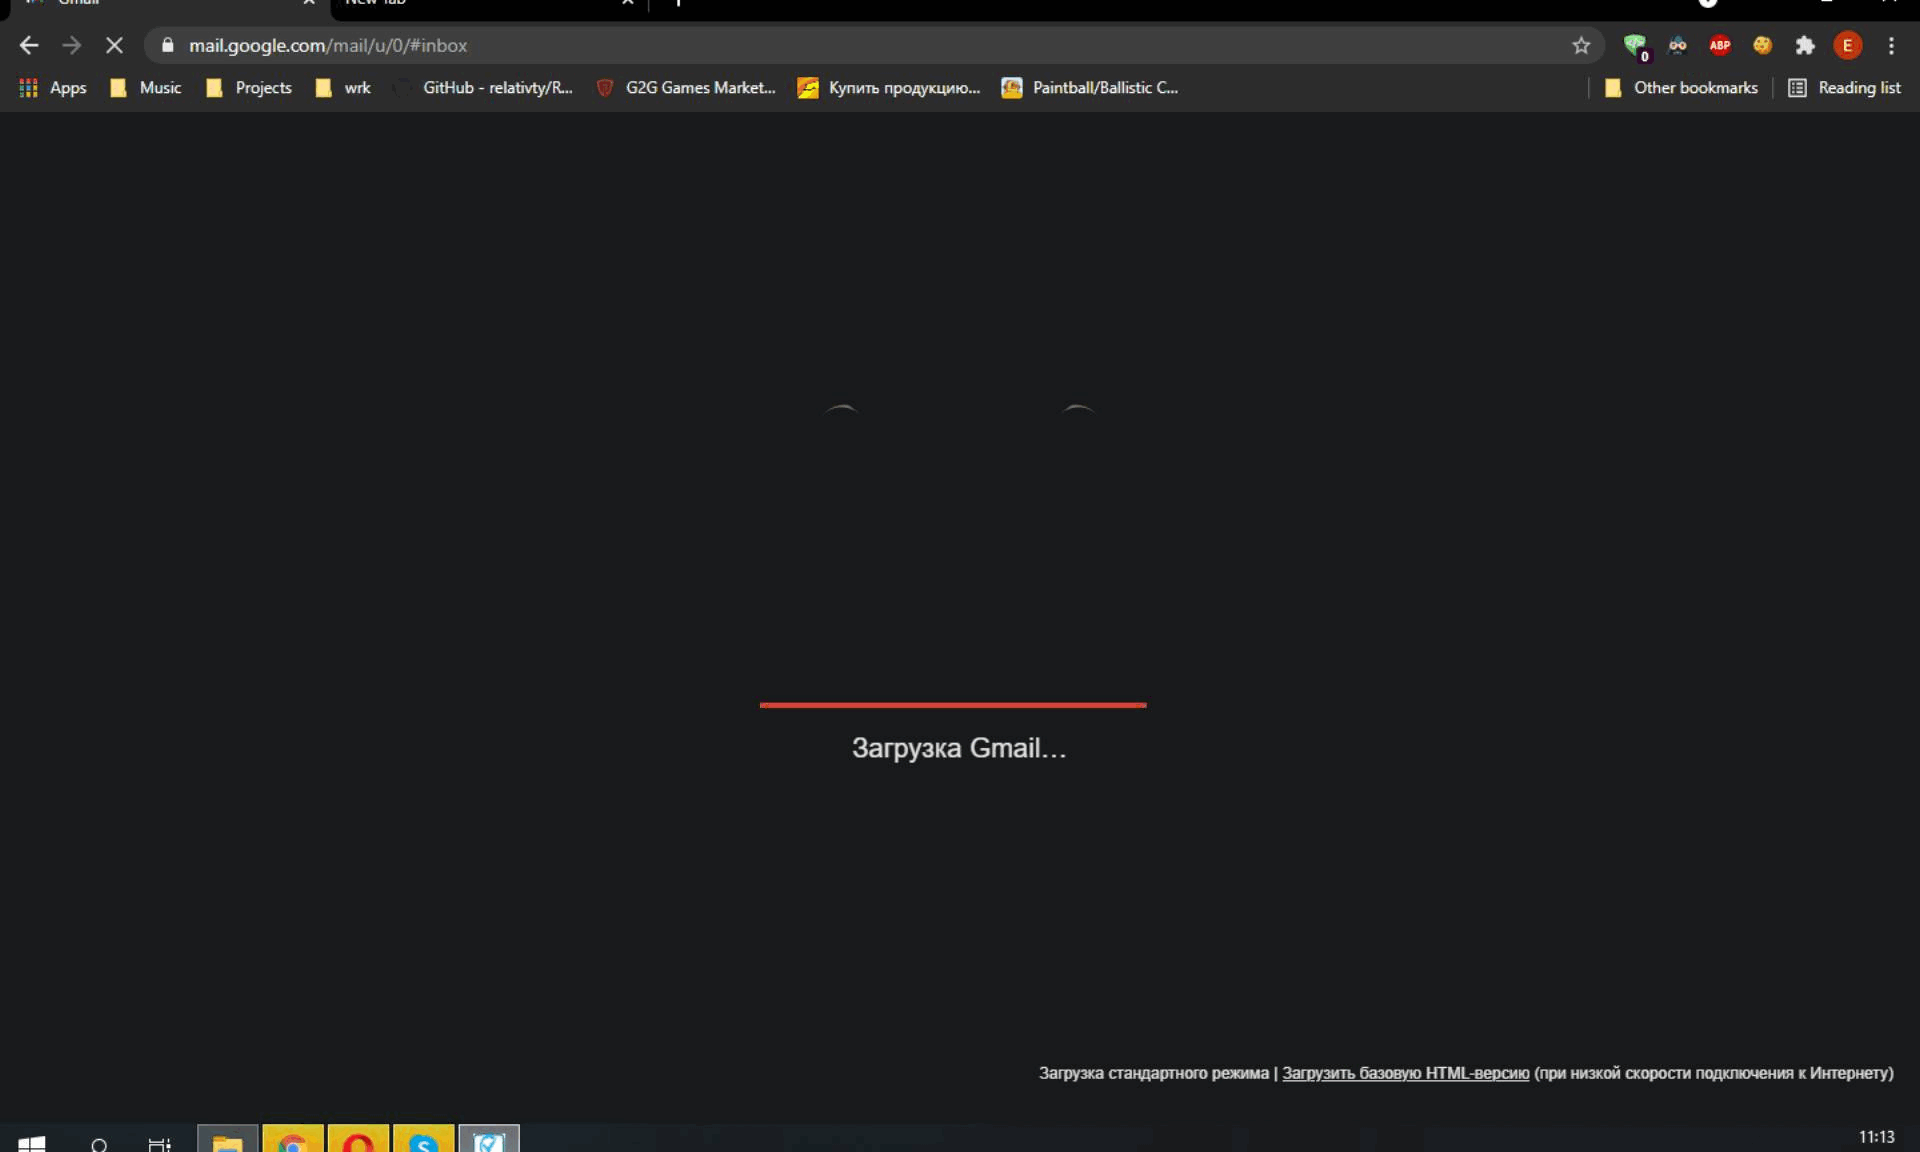 Gmail New Tab
mail.google.com/mail/u/0/#inbox 0 ABP E
Apps Music Projects wrk GitHub - relativty/R... G2G Games Market... Купить продукцию... Paintball/Ballistic C... Other bookmarks Reading list
Загрузка Gmail...
Загрузка стандартного режима | Загрузить базовую HTML-версию (при низкой скорости подключения к Интернету)
11:13